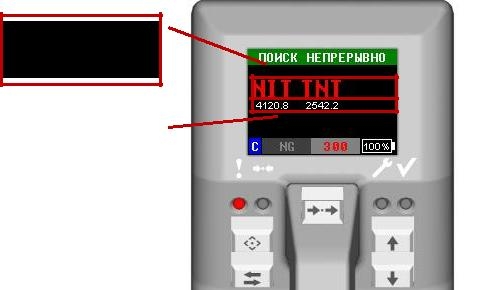 ПОИСК НЕПРЕРЫВНО
NIT TNT
4120.8 2542.2
C NG 300 100%